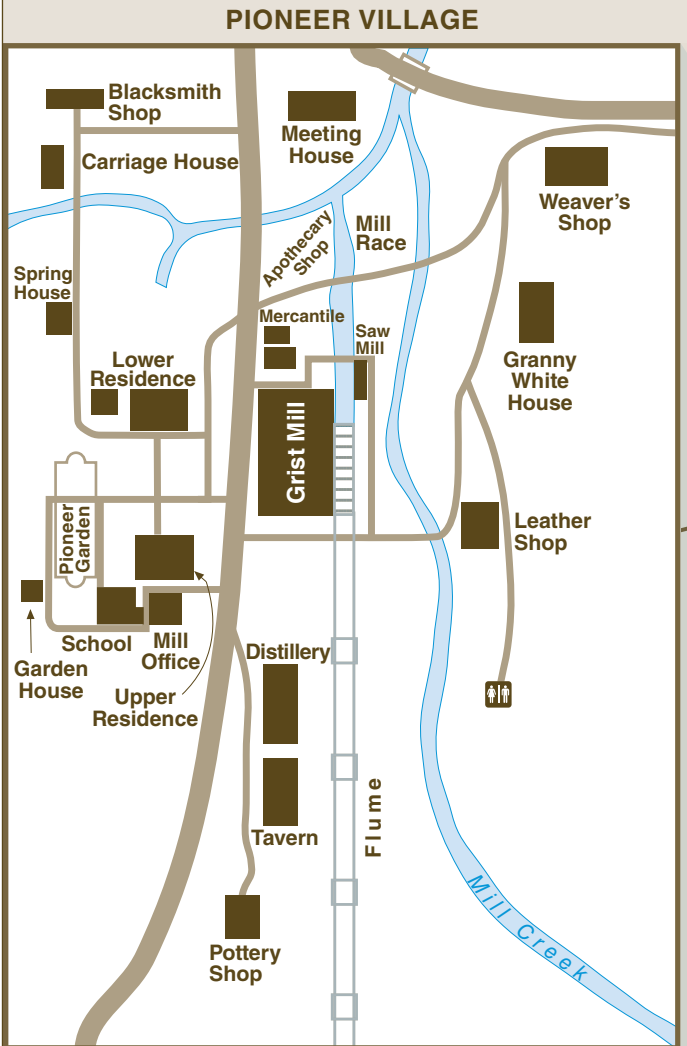 PIONEER VILLAGE
Blacksmith
Shop
Meeting
House
Carriage House
Weaver's
Shop
Apothecary
Shop
Mill
Race
Spring
House
Mercantile
Saw
Mill
Lower
Residence
Granny
White
House
Grist Mill
Pioneer
Garden
Leather
Shop
School
Mill
Office
Distillery
Garden
House
Upper
Residence
Flume
Tavern
Mill Creek
Pottery
Shop